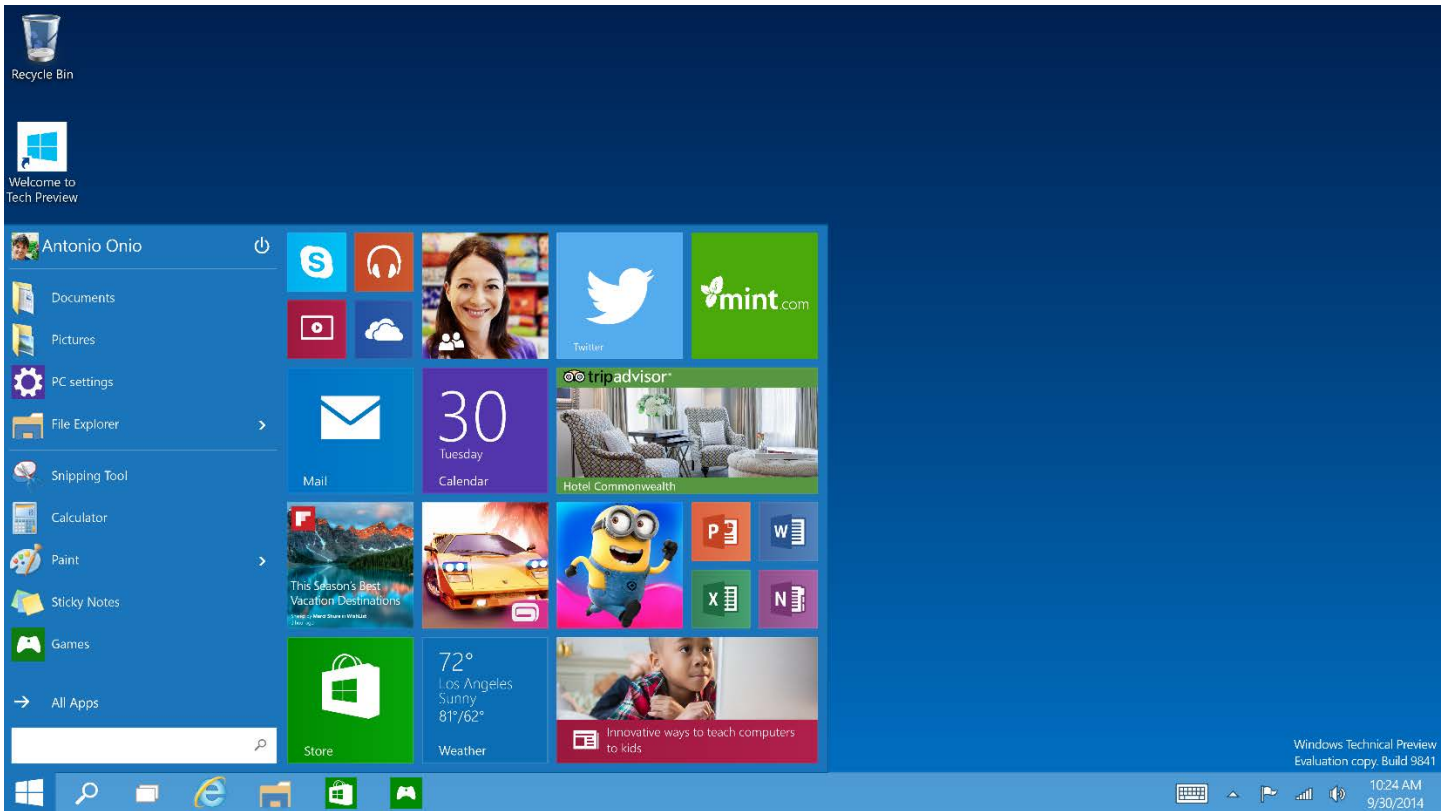 Recycle Bin
Welcome to
Tech Preview
Antonio Onio
Documents
Pictures
PC settings
File Explorer
Snipping Tool
Calculator
Paint
Sticky Notes
Games
All Apps
S
Twitter
mint.com
Mail
30
Tuesday
Calendar
tripadvisor
Hotel Commonwealth
This Season's Best
Vacation Destinations
P
W
X
N
Store
72°
Los Angeles
Sunny
81°/62°
Weather
Innovative ways to teach computers
to kids
Windows Technical Preview
Evaluation copy. Build 9841
10:24 AM
9/30/2014